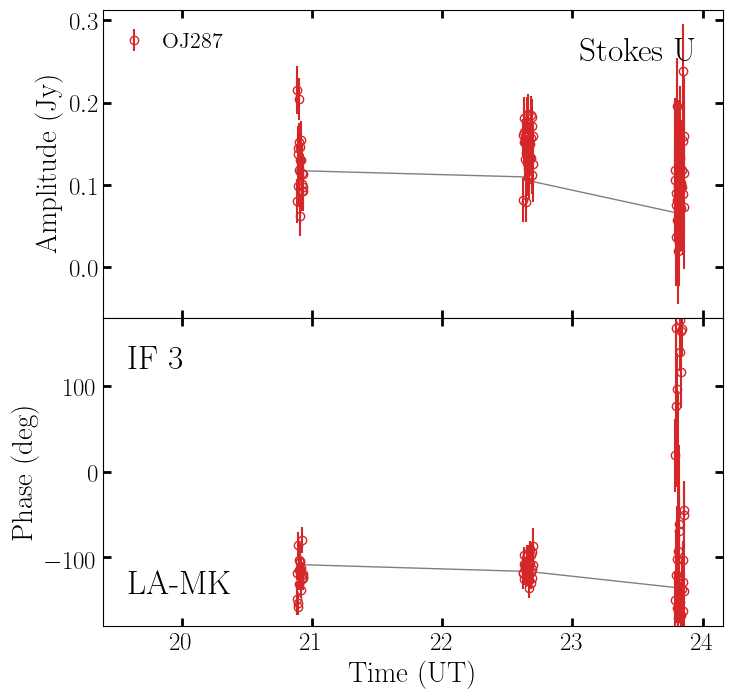 0.3
OJ287
Stokes U
0.2
0.1
0.0
Amplitude (Jy)
IF 3
100
0
−100
Phase (deg)
LA-MK
20 21 22 23 24
Time (UT)